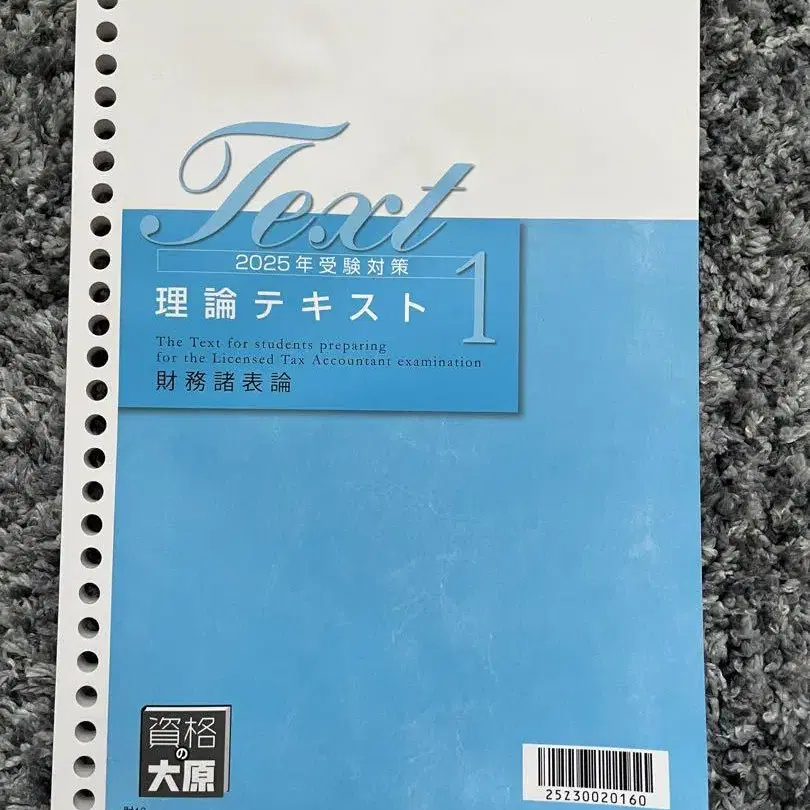 Text
2025年受験対策
理論テキスト 1
The Text for students preparing
for the Licensed Tax Accountant examination
財務諸表論
資格
の
大原
25Z30020160